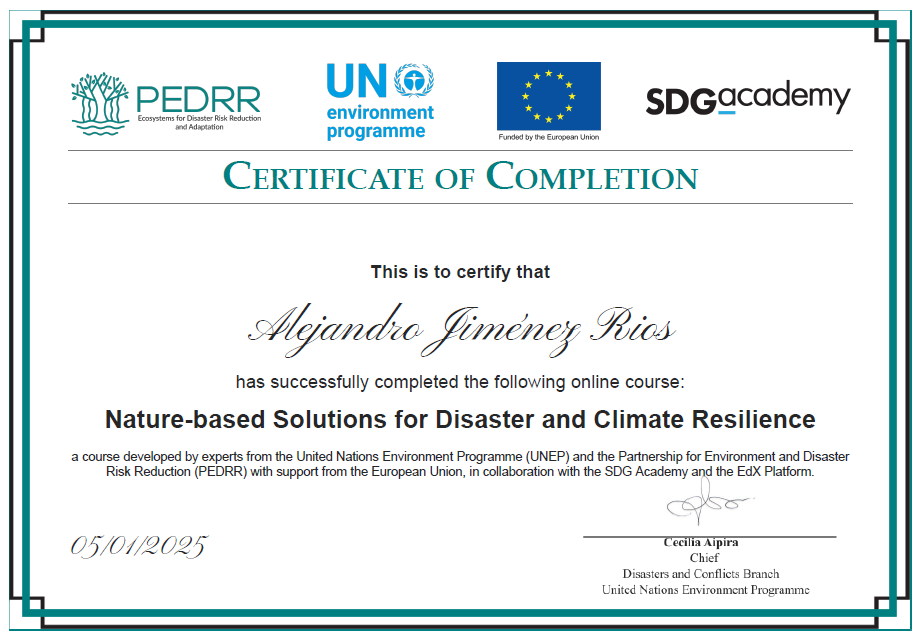 PEDRR
Ecosystems for Disaster Risk Reduction
and Adaptation
UN
environment
programme
Funded by the European Union
SDGacademy
CERTIFICATE OF COMPLETION
This is to certify that
Alejandro Jiménez Rios
has successfully completed the following online course:
Nature-based Solutions for Disaster and Climate Resilience
a course developed by experts from the United Nations Environment Programme (UNEP) and the Partnership for Environment and Disaster
Risk Reduction (PEDRR) with support from the European Union, in collaboration with the SDG Academy and the EdX Platform.
05/01/2025
Cecilia Aipira
Chief
Disasters and Conflicts Branch
United Nations Environment Programme